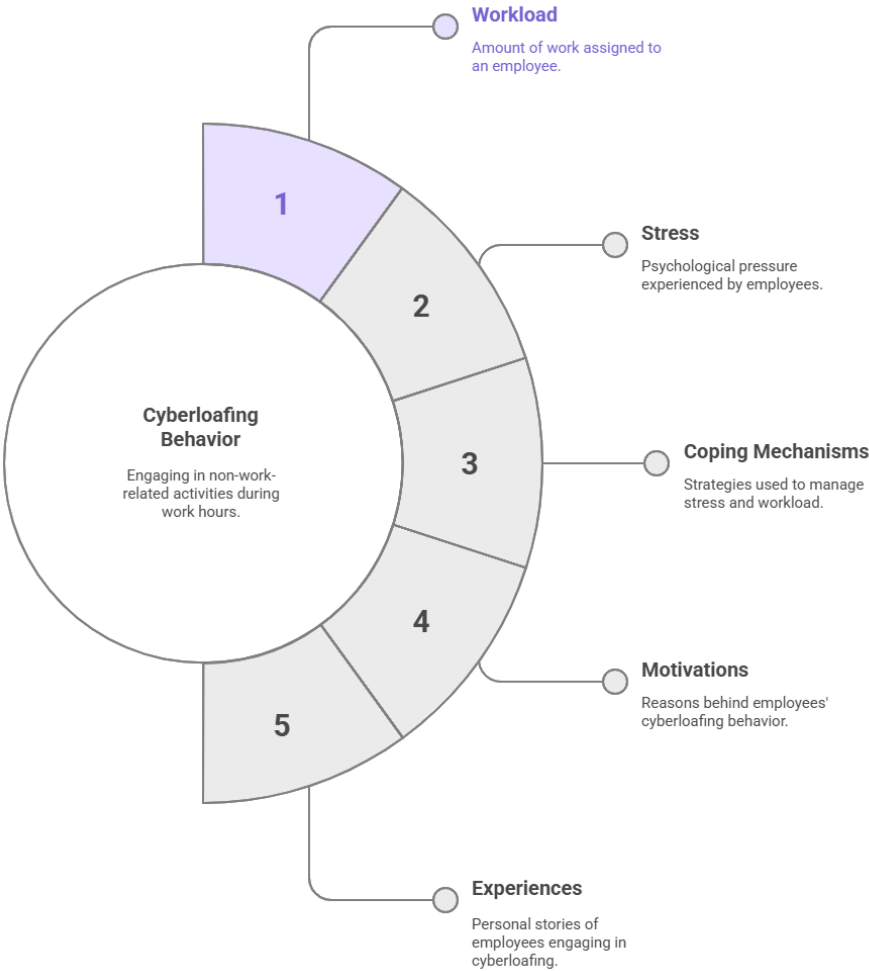 Workload
Amount of work assigned to
an employee.
1
Stress
Psychological pressure
experienced by employees.
2
Cyberloafing
Behavior
Engaging in non-work-
related activities during
work hours.
3
Coping Mechanisms
Strategies used to manage
stress and workload.
4
Motivations
Reasons behind employees'
cyberloafing behavior.
5
Experiences
Personal stories of
employees engaging in
cyberloafing.